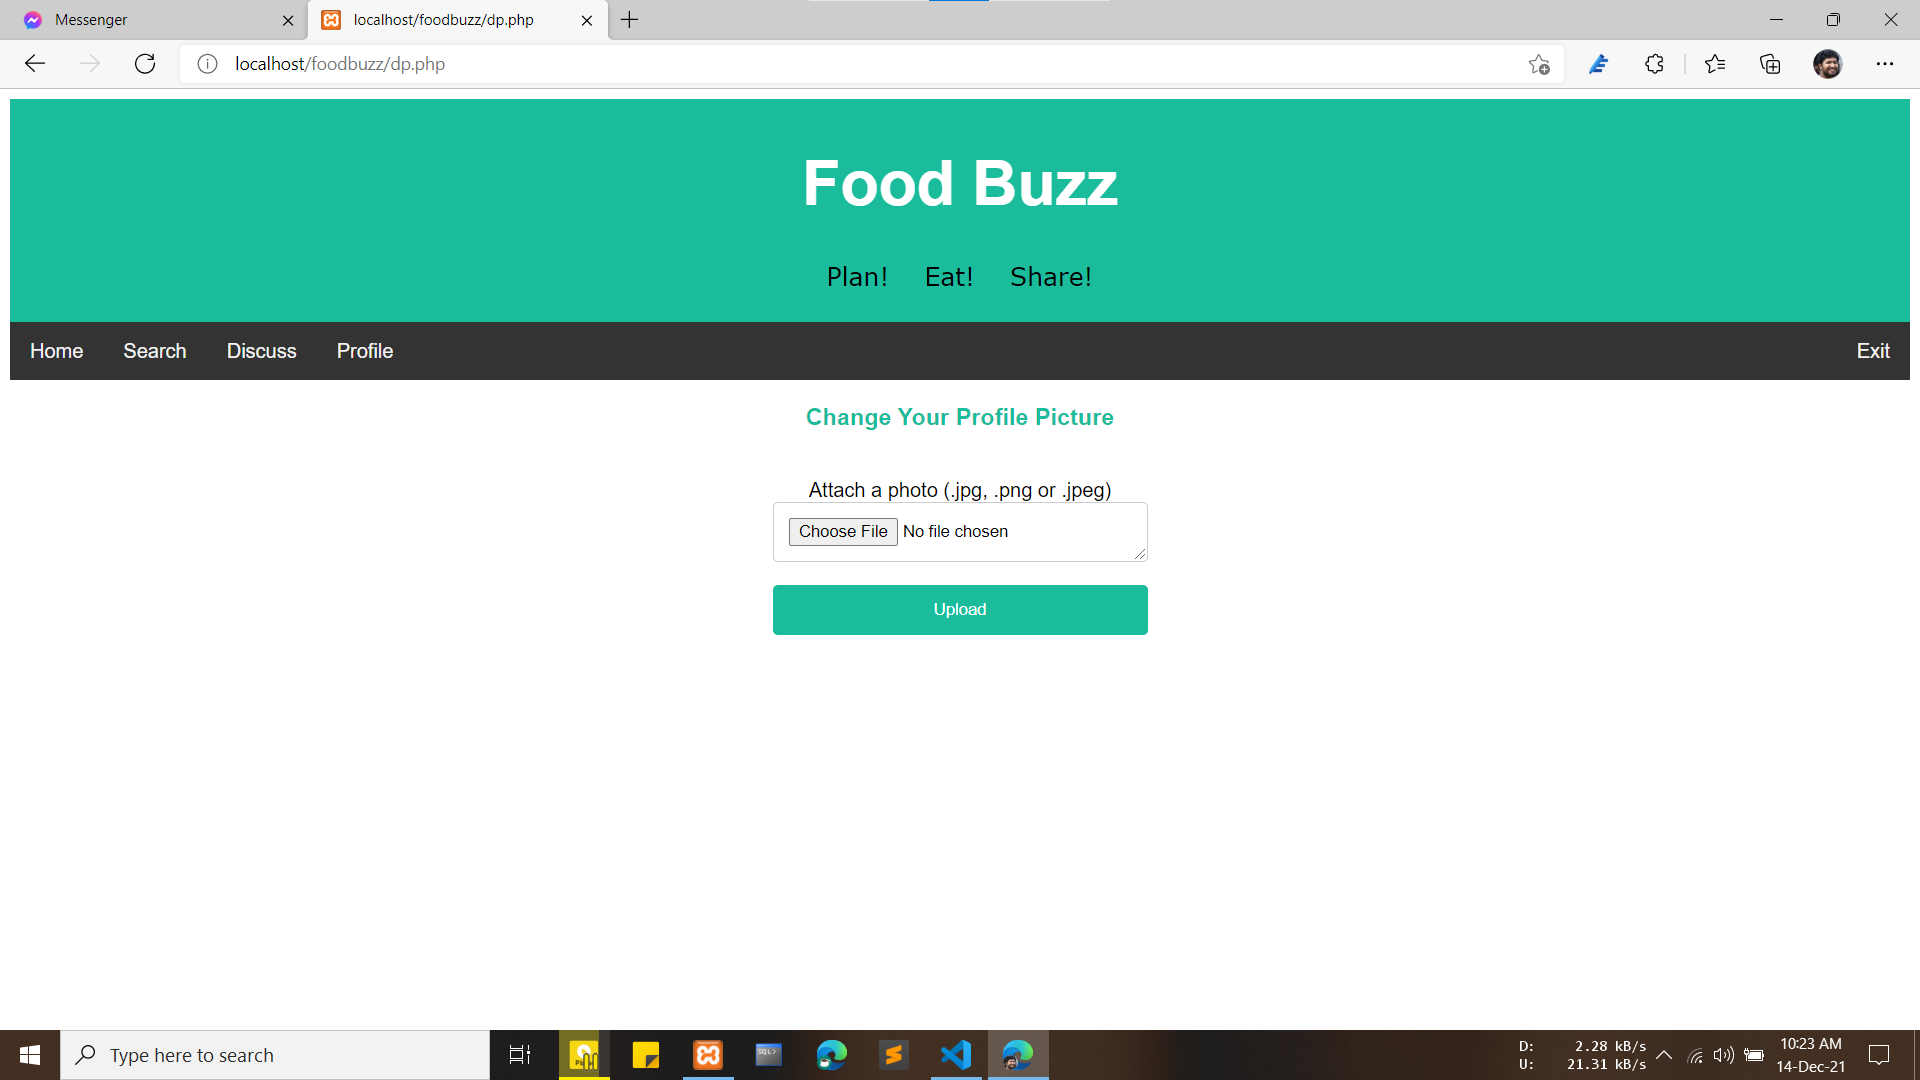 Messenger
localhost/foodbuzz/dp.php
localhost/foodbuzz/dp.php
Food Buzz
Plan! Eat! Share!
Home Search Discuss Profile Exit
Change Your Profile Picture
Attach a photo (.jpg, .png or .jpeg)
Choose File No file chosen
Upload
Type here to search
SQL>
D: 2.28 kB/s
U: 21.31 kB/s
10:23 AM
14-Dec-21